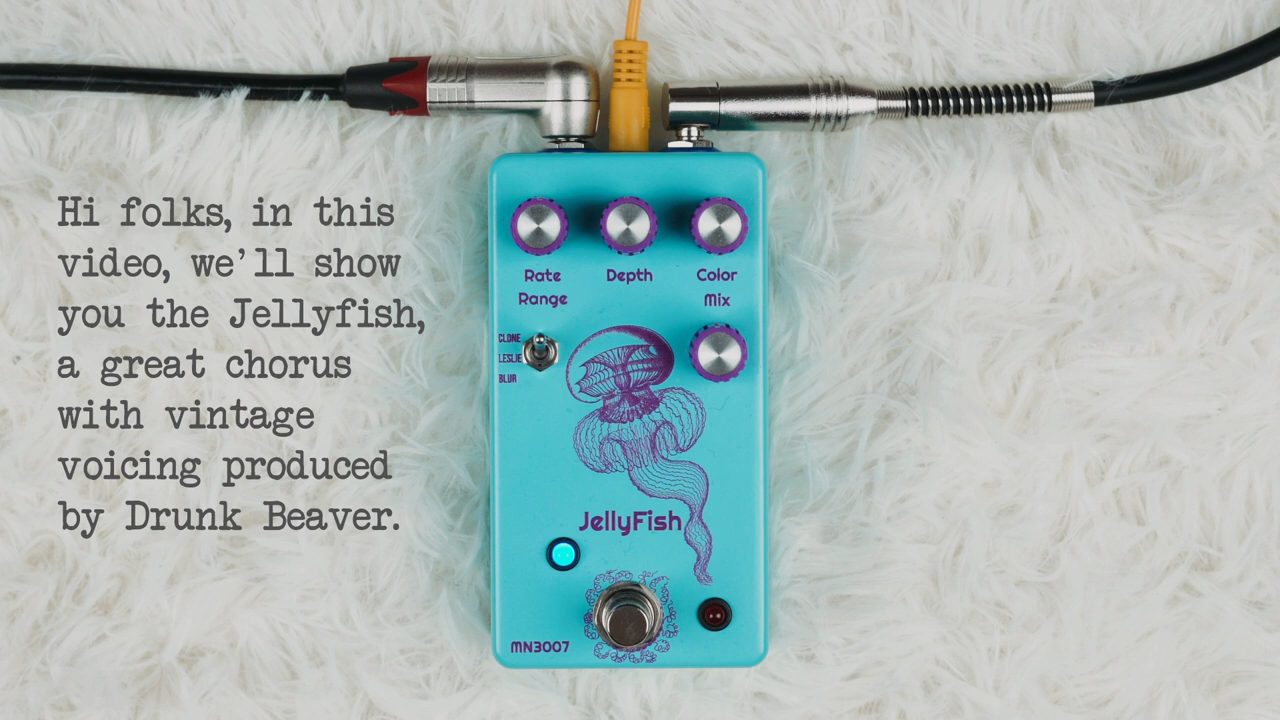 Hi folks, in this
video, we'll show
you the Jellyfish,
a great chorus
with vintage
voicing produced
by Drunk Beaver.
Rate Depth Color
Range Mix
CLONE
LESLIE
BLUR
JellyFish
MN3007